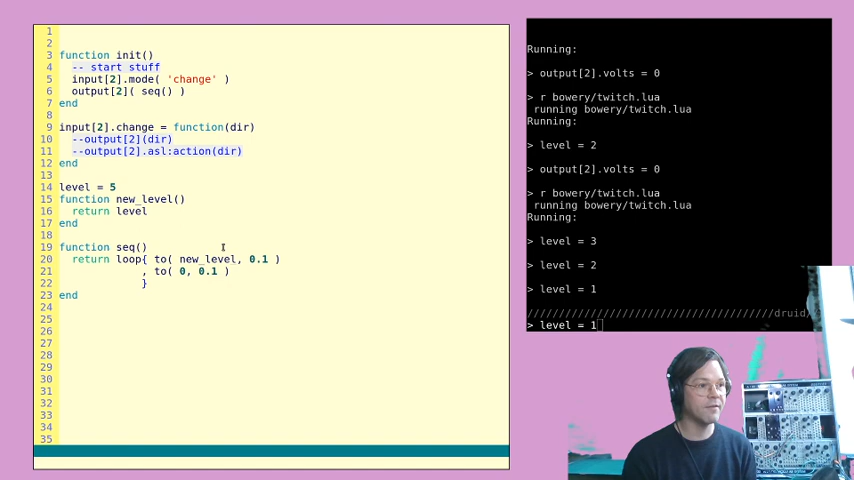 1
2
3 function init()
4 -- start stuff
5 input[2].mode( 'change' )
6 output[2]( seq() )
7 end
8
9 input[2].change = function(dir)
10 --output[2](dir)
11 --output[2].asl:action(dir)
12 end
13
14 level = 5
15 function new_level()
16 return level
17 end
18
19 function seq()
20 return loop{ to( new_level, 0.1 )
21 , to( 0, 0.1 )
22 }
23 end
24
25
26
27
28
29
30
31
32
33
34
35
Running:
> output[2].volts = 0
> r bowery/twitch.lua
running bowery/twitch.lua
Running:
> level = 2
> output[2].volts = 0
> r bowery/twitch.lua
running bowery/twitch.lua
Running:
> level = 3
> level = 2
> level = 1
///////////////////////////////////////druid/
> level = 1